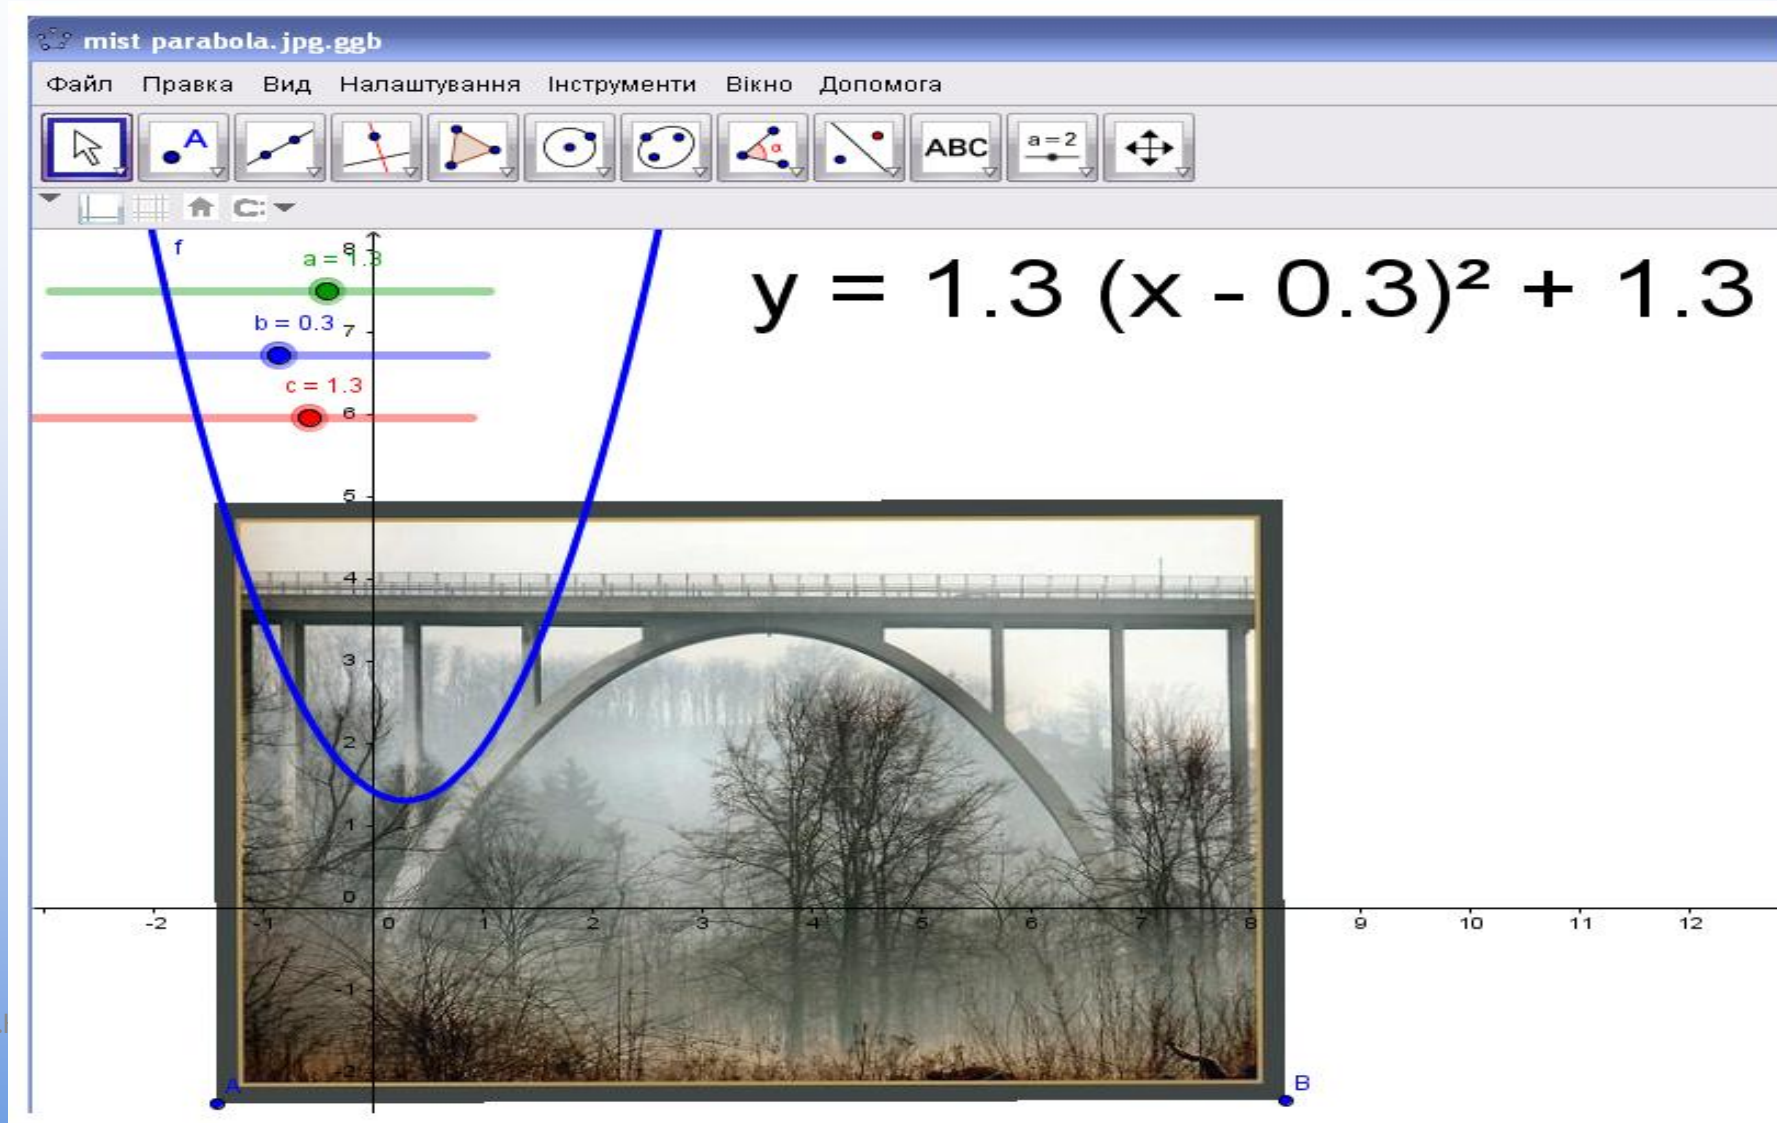 mist parabola.jpg.ggb
Файл Правка Вид Налаштування Інструменти Вікно Допомога
A α ABC a=2
f
8
a = 1.3
b = 0.3
7
c = 1.3
6
y = 1.3 (x - 0.3)² + 1.3
5
4
3
2
1
0
-2 -1 0 1 2 3 4 5 6 7 8 9 10 11 12
-1
-2
A B